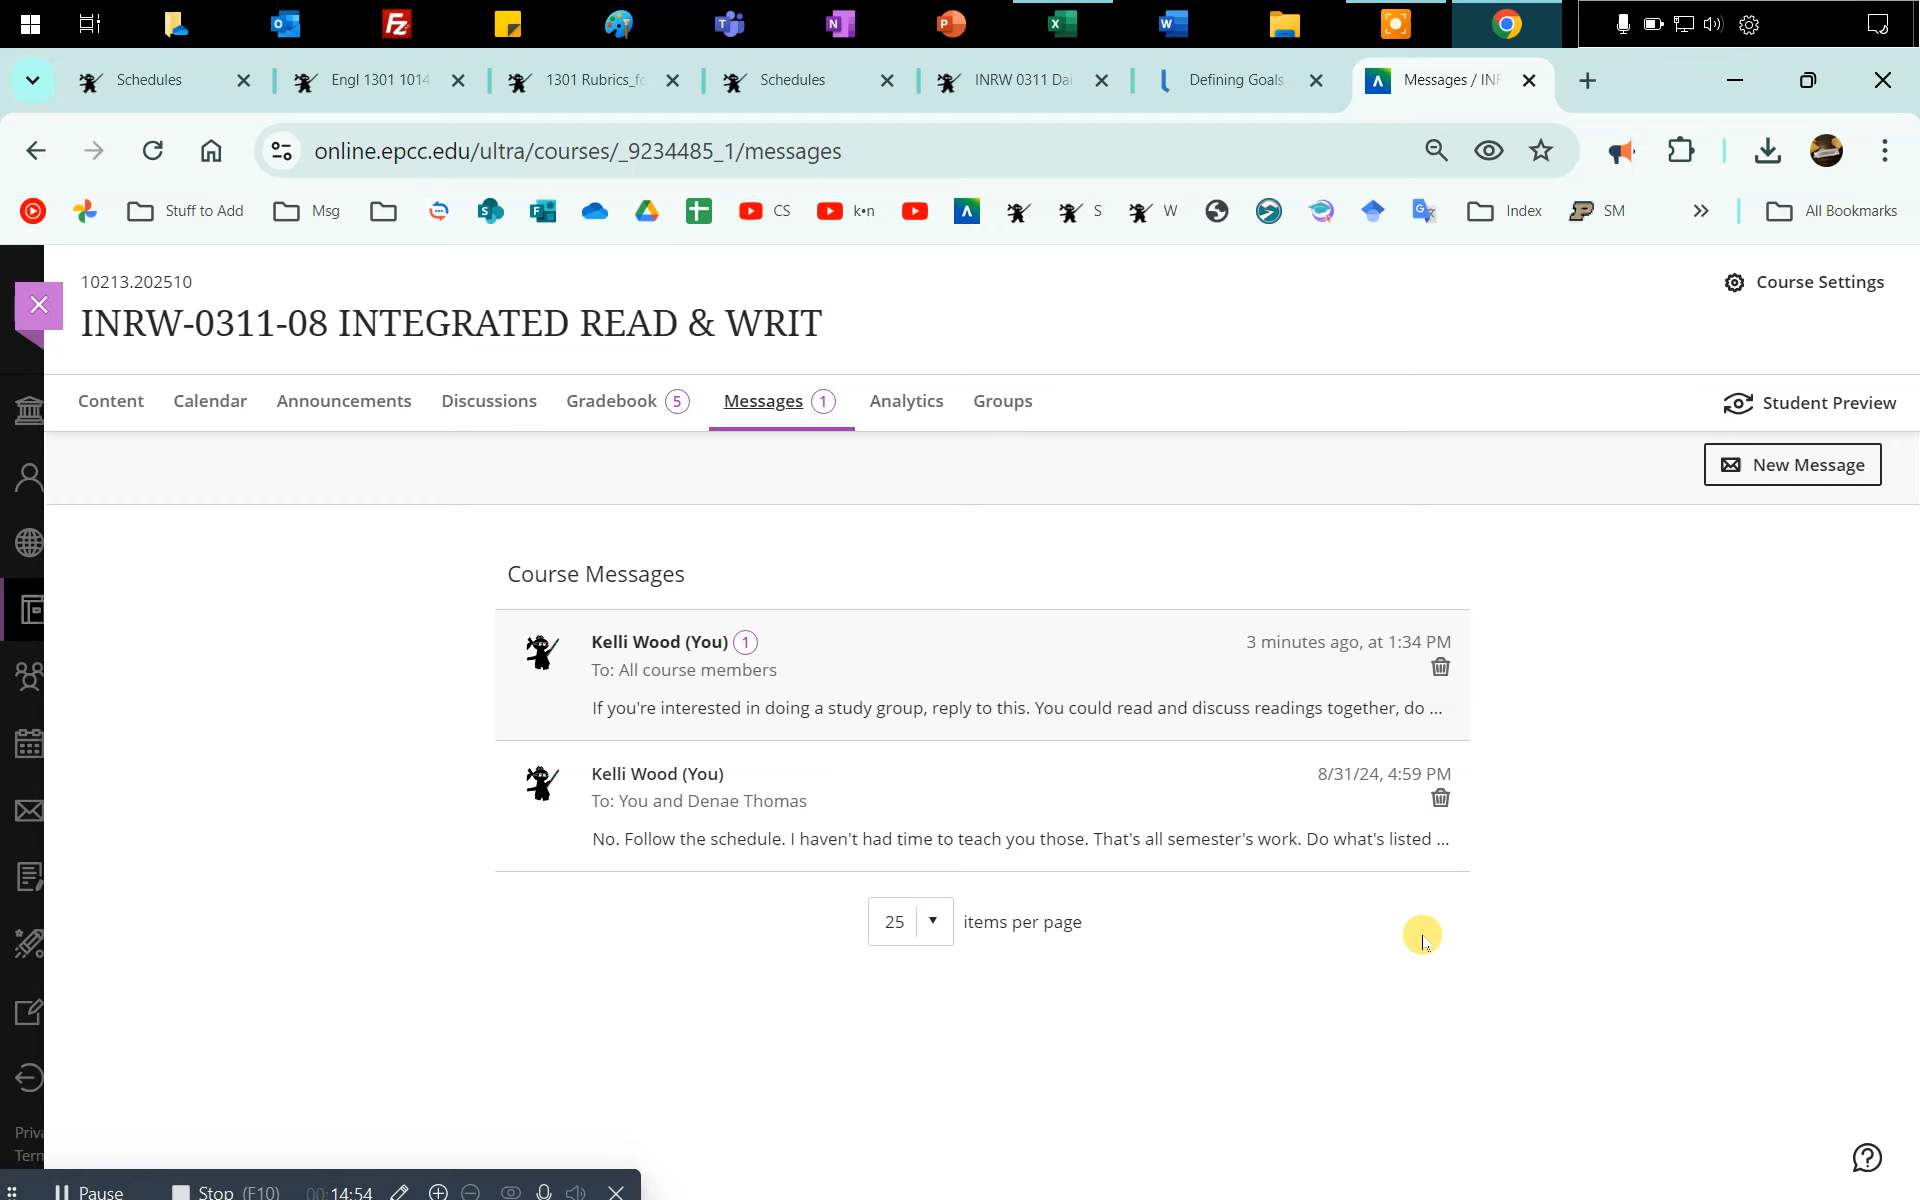 Schedules
Engl 1301 1014
1301 Rubrics_fo
Schedules
INRW 0311 Dai
Defining Goals
Messages / INR
online.epcc.edu/ultra/courses/_9234485_1/messages
Stuff to Add
Msg
CS
k•n
S
W
Index
SM
All Bookmarks
10213.202510
Course Settings
INRW-0311-08 INTEGRATED READ & WRIT
Content
Calendar
Announcements
Discussions
Gradebook 5
Messages 1
Analytics
Groups
Student Preview
New Message
Course Messages
Kelli Wood (You) 1
3 minutes ago, at 1:34 PM
To: All course members
If you're interested in doing a study group, reply to this. You could read and discuss readings together, do ...
Kelli Wood (You)
8/31/24, 4:59 PM
To: You and Denae Thomas
No. Follow the schedule. I haven't had time to teach you those. That's all semester's work. Do what's listed ...
25
items per page
Priva
Tern
Pause
Stop (F10)
00:14:54